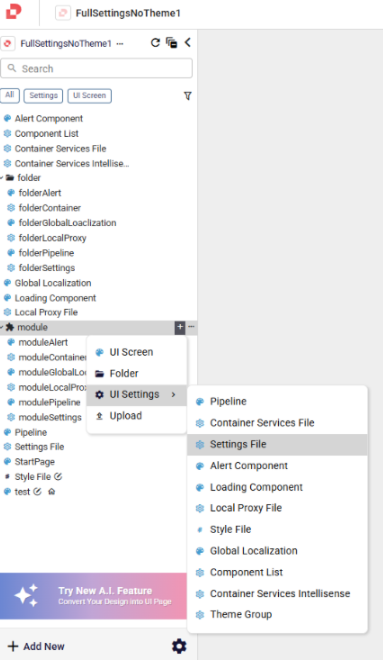 FullSettingsNoTheme1
FullSettingsNoTheme1 ...
Search
All Settings UI Screen
Alert Component
Component List
Container Services File
Container Services Intellise...
folder
folderAlert
folderContainer
folderGlobalLoaclization
folderLocalProxy
folderPipeline
folderSettings
Global Localization
Loading Component
Local Proxy File
module + ...
moduleAlert
moduleContainer
moduleGlobalLo
moduleLocalProx
modulePipeline
moduleSettings
Pipeline
Settings File
StartPage
# Style File
test
UI Screen
Folder
UI Settings >
Upload
Pipeline
Container Services File
Settings File
Alert Component
Loading Component
Local Proxy File
# Style File
Global Localization
Component List
Container Services Intellisense
Theme Group
Try New A.I. Feature
Convert Your Design into UI Page
+ Add New